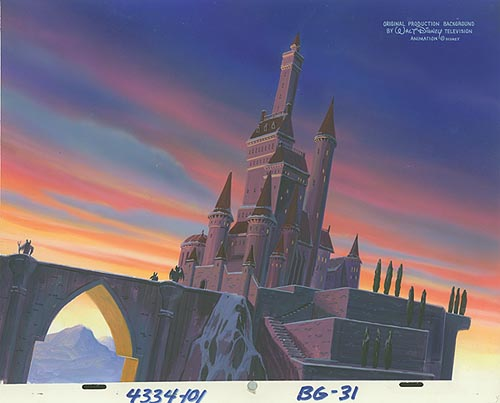 ORIGINAL PRODUCTION BACKGROUND
BY WALT DISNEY TELEVISION
ANIMATION © DISNEY
4334-101 BG-31